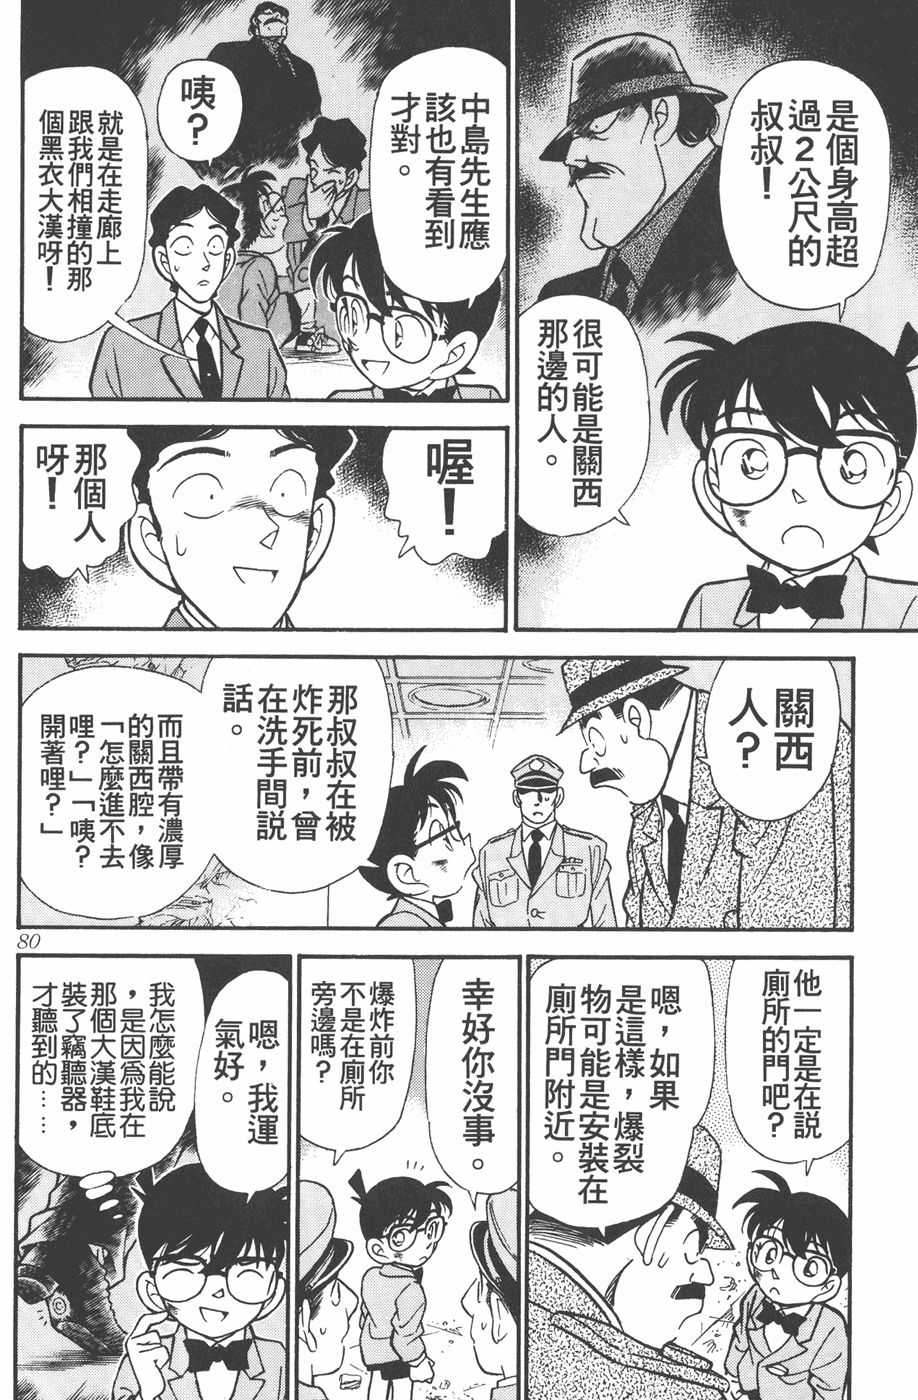 是個身高超
過2公尺的
叔叔！
很可能是關西
那邊的人。
中島先生應
該也有看到
才對。
咦？
就是在走廊上
跟我們相撞的那
個黑衣大漢呀！
喔！
那個人
呀！
關西
人？
那叔叔在被
炸死前，曾
在洗手間說
話。
而且帶有濃厚
的關西腔，像
「怎麼進不去
哩？」「咦？
開著哩？」
80
他一定是在說
廁所的門吧？
嗯，如果
是這樣，爆裂
物可能是安裝在
廁所門附近。
幸好你沒
事。
爆炸前你
不是在廁所
旁邊嗎？
嗯，我運
氣好。
我怎麼能說
，是因為我在
那個大漢鞋底
裝了竊聽器，
才聽到的……